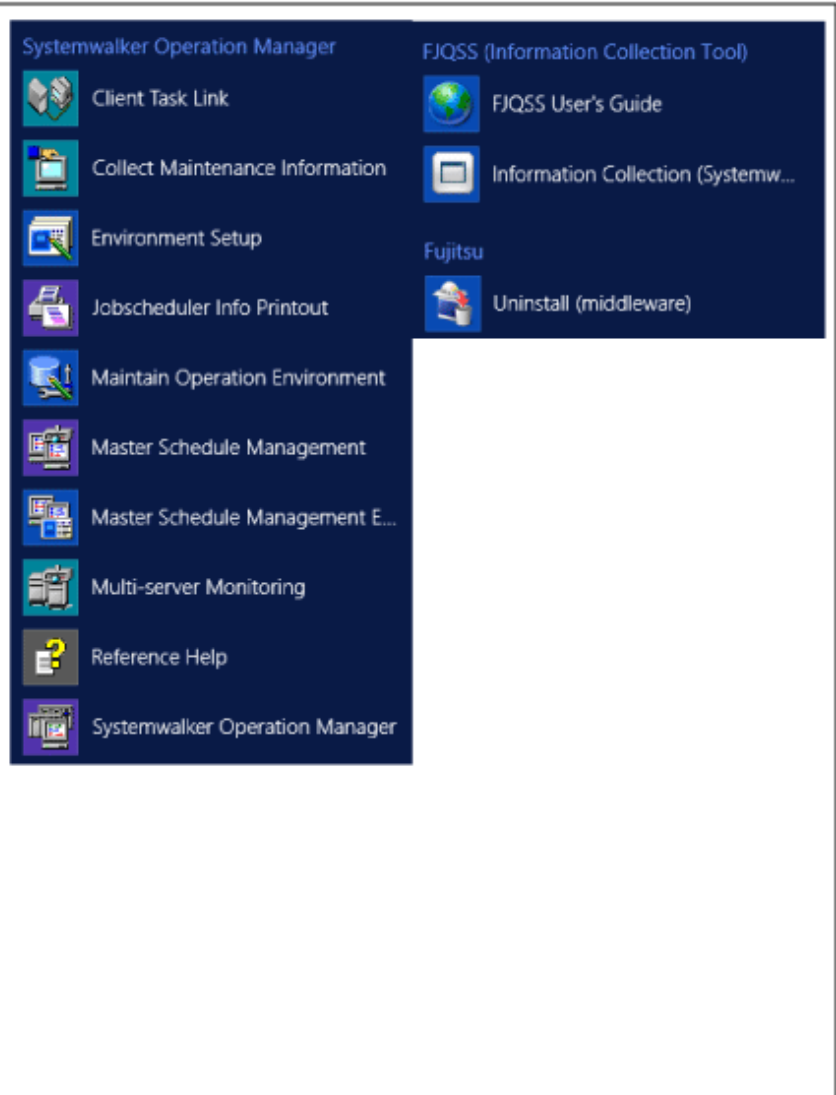 Systemwalker Operation Manager
Client Task Link
Collect Maintenance Information
Environment Setup
Jobscheduler Info Printout
Maintain Operation Environment
Master Schedule Management
Master Schedule Management E...
Multi-server Monitoring
Reference Help
Systemwalker Operation Manager
FJQSS (Information Collection Tool)
FJQSS User's Guide
Information Collection (Systemw...
Fujitsu
Uninstall (middleware)